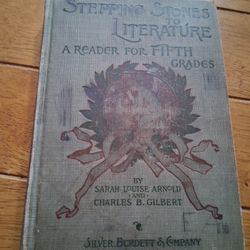 STEPPING STONES
TO
LITERATURE
A READER FOR FIFTH
GRADES
BY
SARAH LOUISE ARNOLD
AND
CHARLES B. GILBERT
SILVER, BURDETT & COMPANY